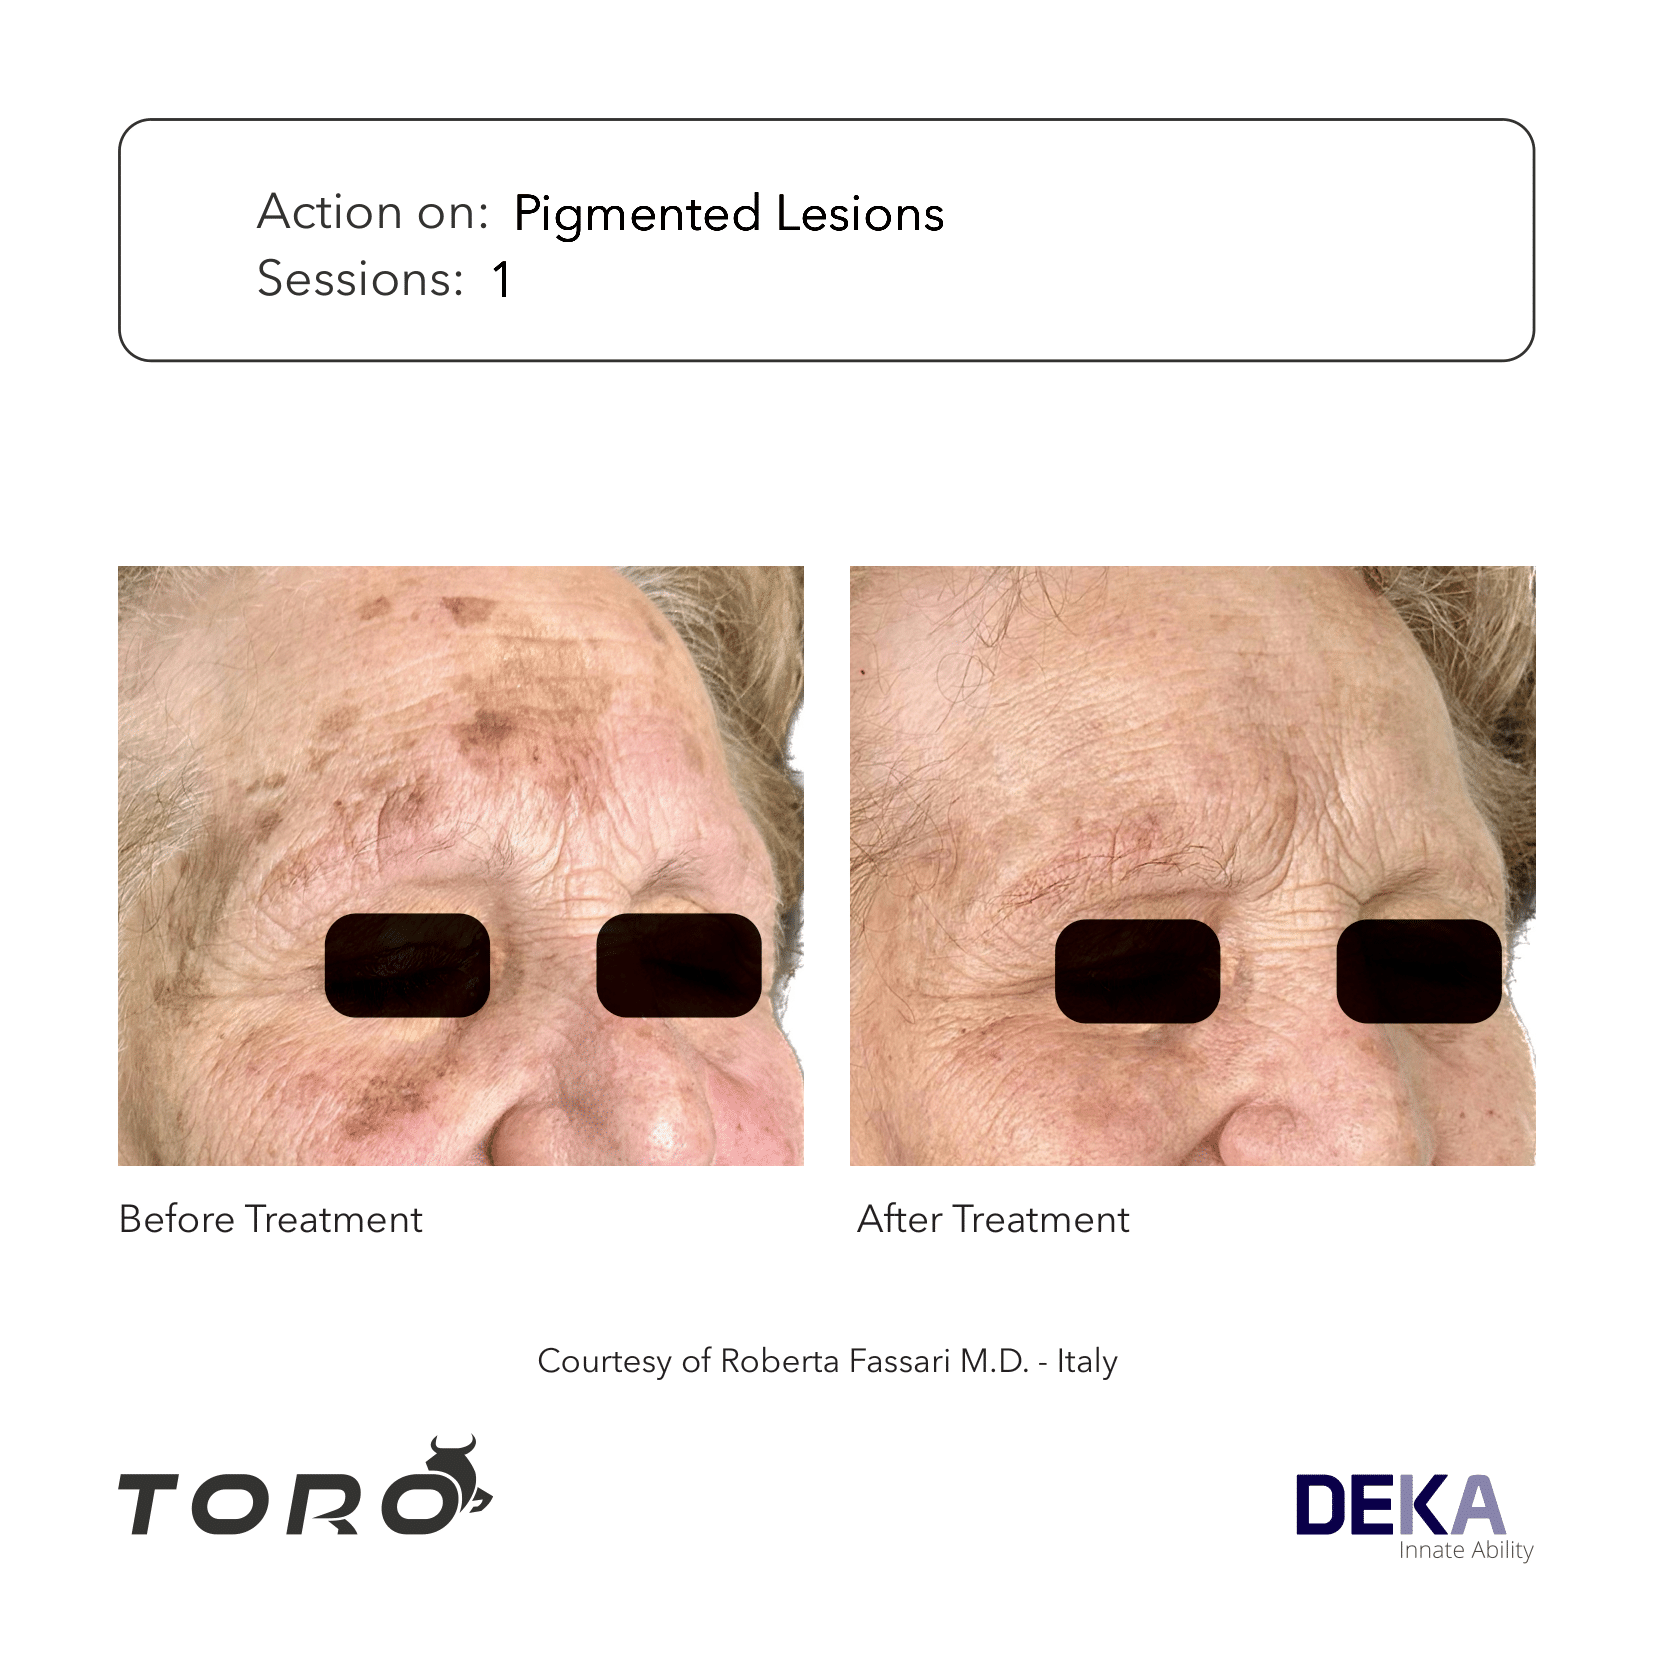 Action on: Pigmented Lesions
Sessions: 1
Before Treatment
After Treatment
Courtesy of Roberta Fassari M.D. - Italy
TORO
DEKA
Innate Ability